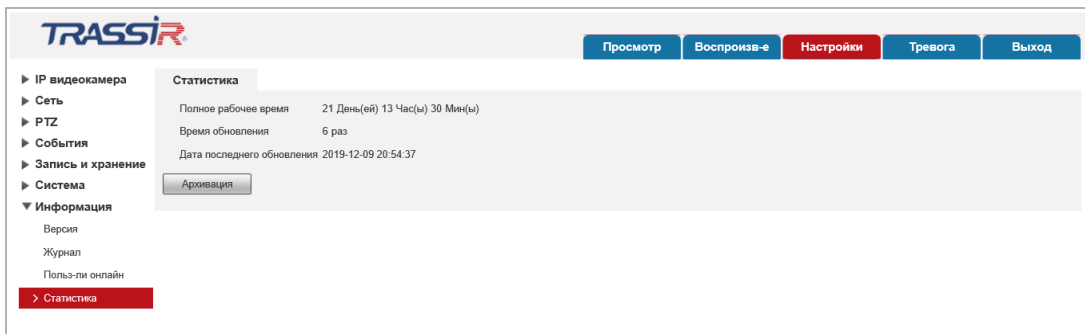 TRASSIR
Просмотр Воспроизв-е Настройки Тревога Выход
IP видеокамера
Сеть
PTZ
События
Запись и хранение
Система
Информация
Версия
Журнал
Польз-ли онлайн
Статистика
Статистика
Полное рабочее время 21 День(ей) 13 Час(ы) 30 Мин(ы)
Время обновления 6 раз
Дата последнего обновления 2019-12-09 20:54:37
Архивация